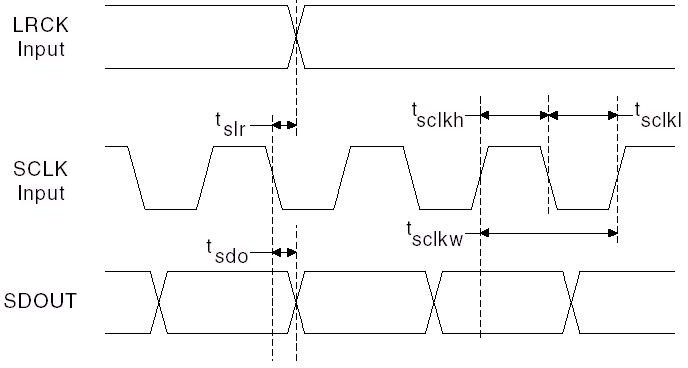 LRCK
Input
tslr
tsclkh
tsclkl
SCLK
Input
tsclkw
tsdo
SDOUT